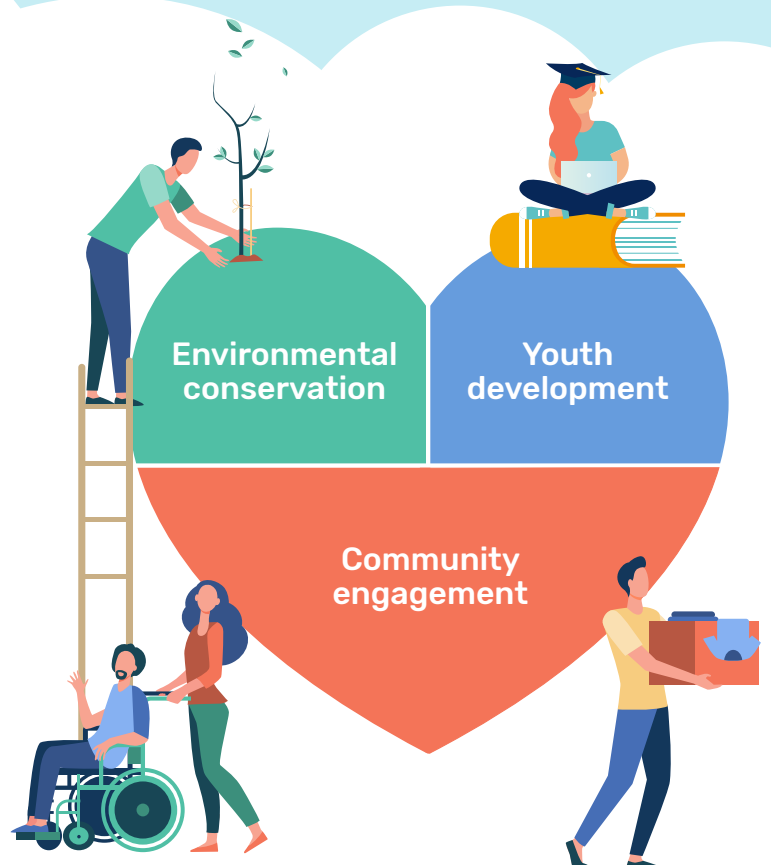 Environmental
conservation
Youth
development
Community
engagement